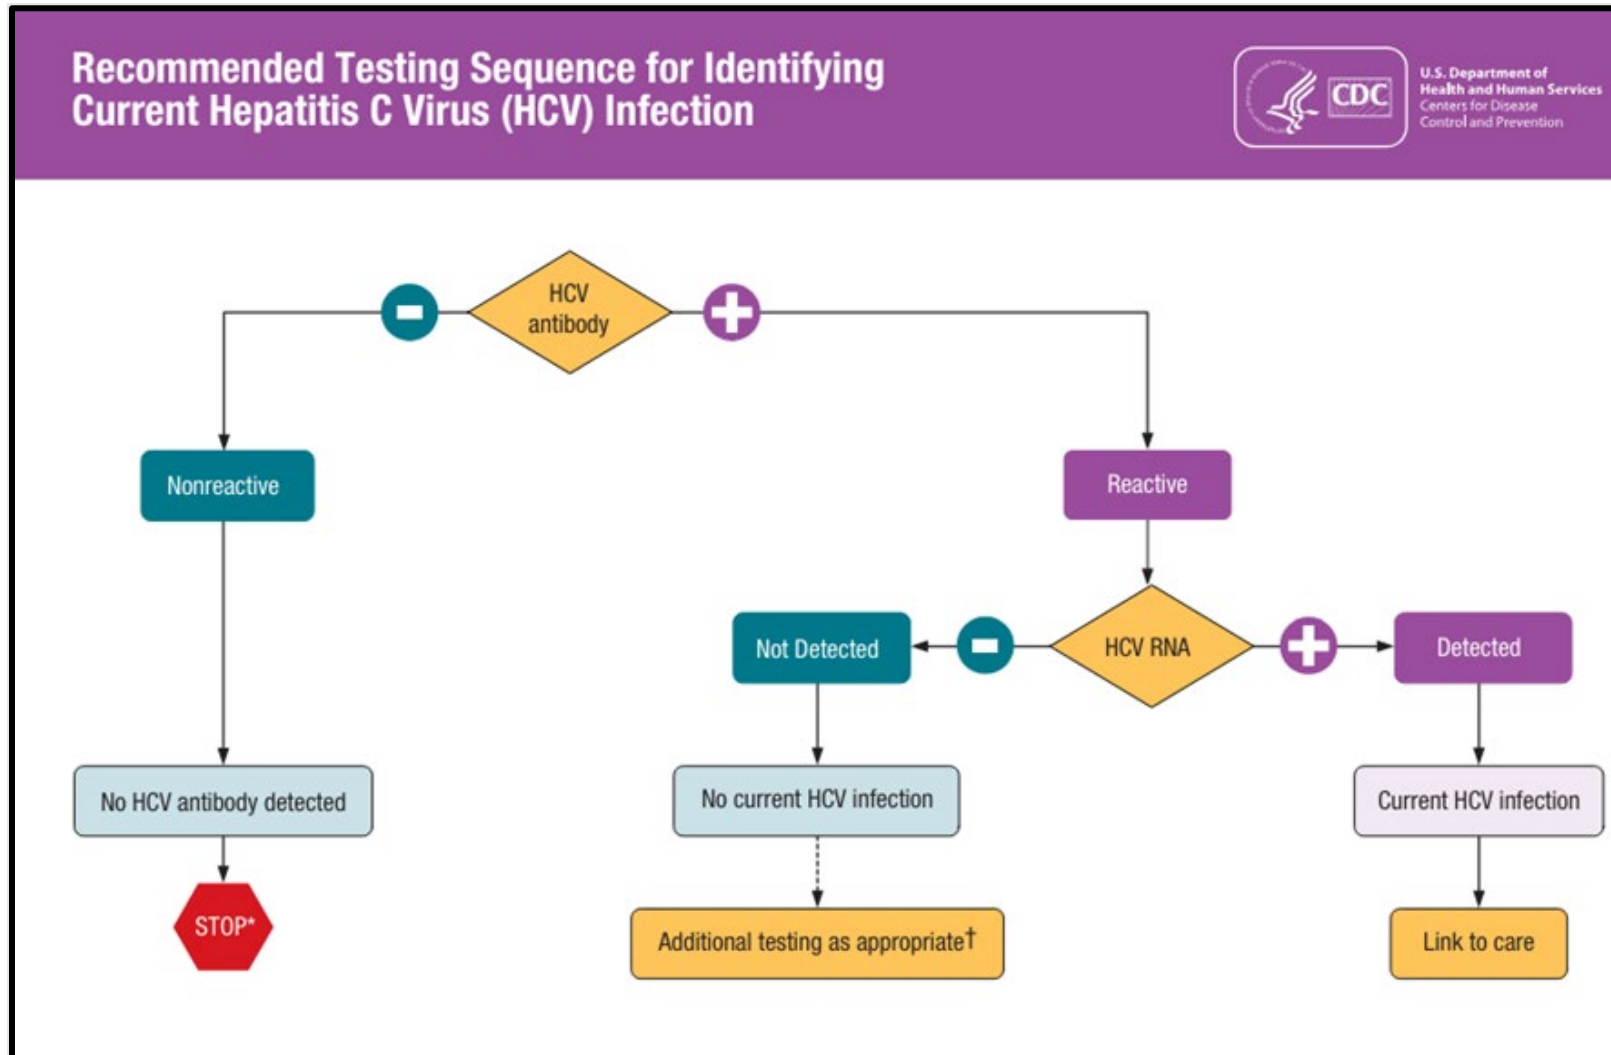 Recommended Testing Sequence for Identifying
Current Hepatitis C Virus (HCV) Infection
CDC
U.S. Department of
Health and Human Services
Centers for Disease
Control and Prevention
HCV
antibody
Nonreactive
Reactive
Not Detected
HCV RNA
Detected
No HCV antibody detected
No current HCV infection
Current HCV infection
STOP*
Additional testing as appropriate†
Link to care